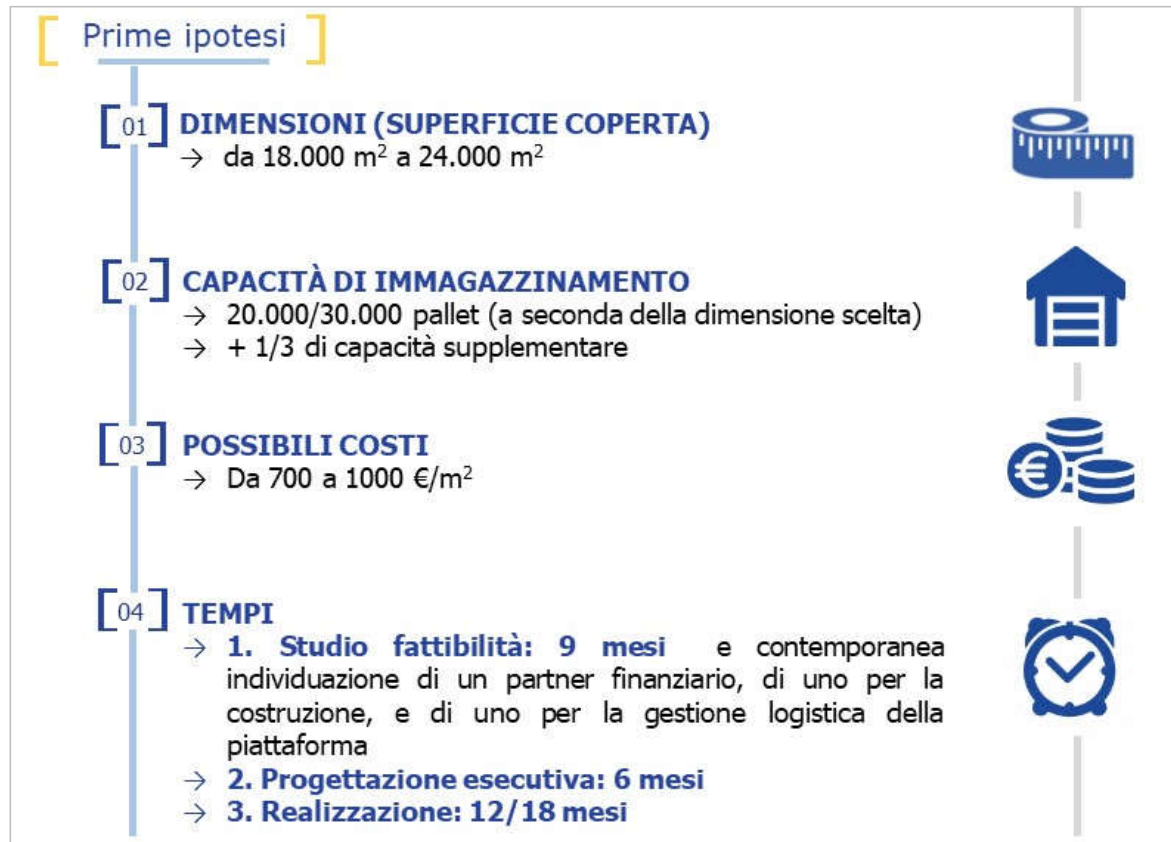 Prime ipotesi
01 DIMENSIONI (SUPERFICIE COPERTA)
→ da 18.000 m² a 24.000 m²
02 CAPACITÀ DI IMMAGAZZINAMENTO
→ 20.000/30.000 pallet (a seconda della dimensione scelta)
→ + 1/3 di capacità supplementare
03 POSSIBILI COSTI
→ Da 700 a 1000 €/m²
€
04 TEMPI
→ 1. Studio fattibilità: 9 mesi e contemporanea
individuazione di un partner finanziario, di uno per la
costruzione, e di uno per la gestione logistica della
piattaforma
→ 2. Progettazione esecutiva: 6 mesi
→ 3. Realizzazione: 12/18 mesi